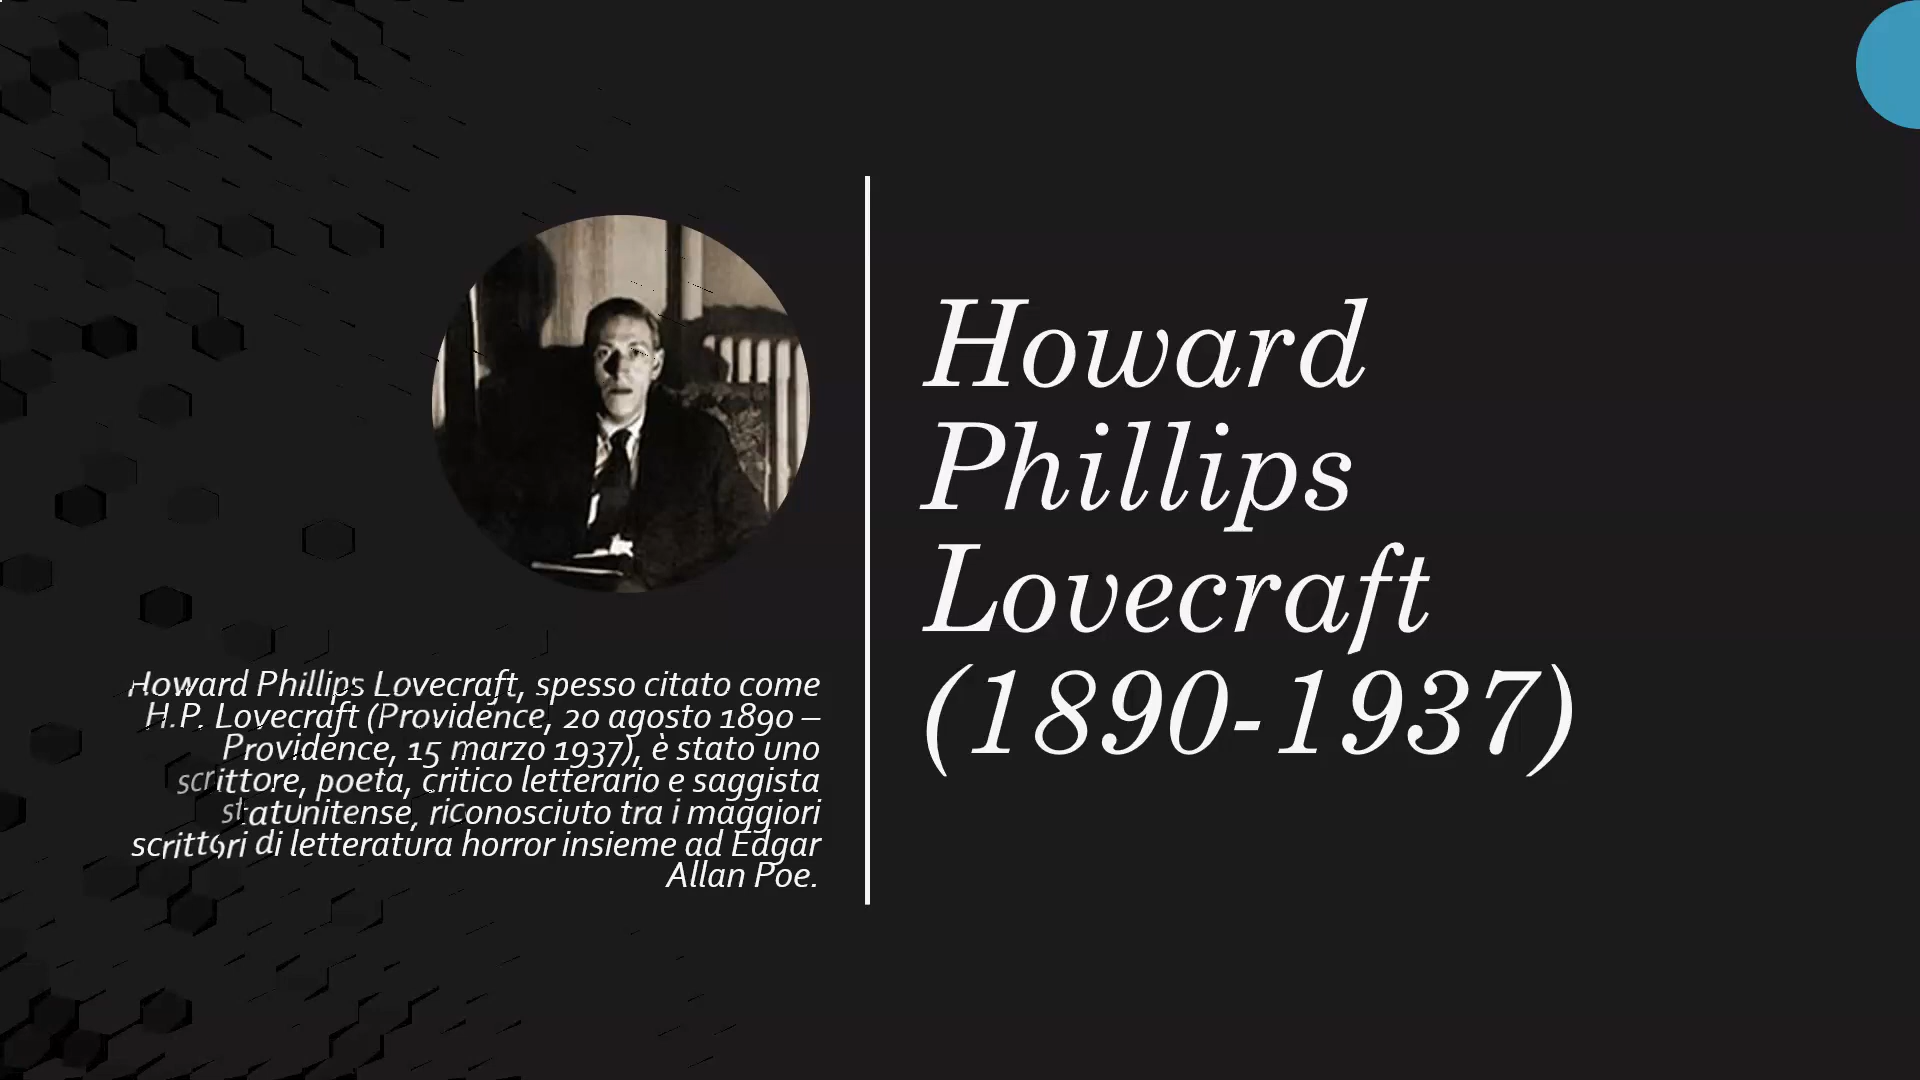 Howard
Phillips
Lovecraft
(1890-1937)
Howard Phillips Lovecraft, spesso citato come
H.P. Lovecraft (Providence, 20 agosto 1890 –
Providence, 15 marzo 1937), è stato uno
scrittore, poeta, critico letterario e saggista
statunitense, riconosciuto tra i maggiori
scrittori di letteratura horror insieme ad Edgar
Allan Poe.